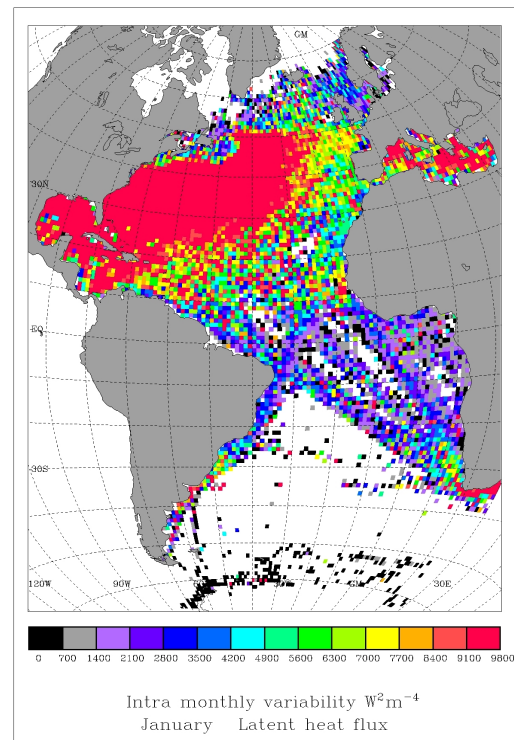 GM
30N
EQ
30S
120W
90W
GM
30E
0 700 1400 2100 2800 3500 4200 4900 5600 6300 7000 7700 8400 9100 9800
Intra monthly variability W²m⁻⁴
January Latent heat flux